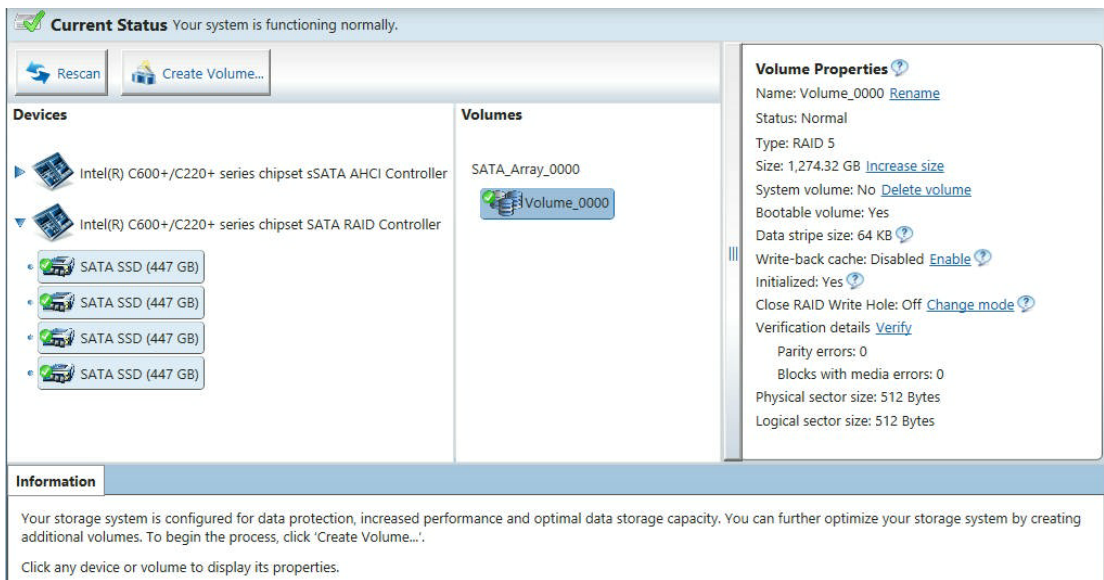 Current Status Your system is functioning normally.
Rescan
Create Volume...
Devices
Intel(R) C600+/C220+ series chipset sSATA AHCI Controller
Intel(R) C600+/C220+ series chipset SATA RAID Controller
SATA SSD (447 GB)
SATA SSD (447 GB)
SATA SSD (447 GB)
SATA SSD (447 GB)
Volumes
SATA_Array_0000
Volume_0000
Volume Properties
Name: Volume_0000 Rename
Status: Normal
Type: RAID 5
Size: 1,274.32 GB Increase size
System volume: No Delete volume
Bootable volume: Yes
Data stripe size: 64 KB
Write-back cache: Disabled Enable
Initialized: Yes
Close RAID Write Hole: Off Change mode
Verification details Verify
Parity errors: 0
Blocks with media errors: 0
Physical sector size: 512 Bytes
Logical sector size: 512 Bytes
Information
Your storage system is configured for data protection, increased performance and optimal data storage capacity. You can further optimize your storage system by creating
additional volumes. To begin the process, click 'Create Volume...'.
Click any device or volume to display its properties.